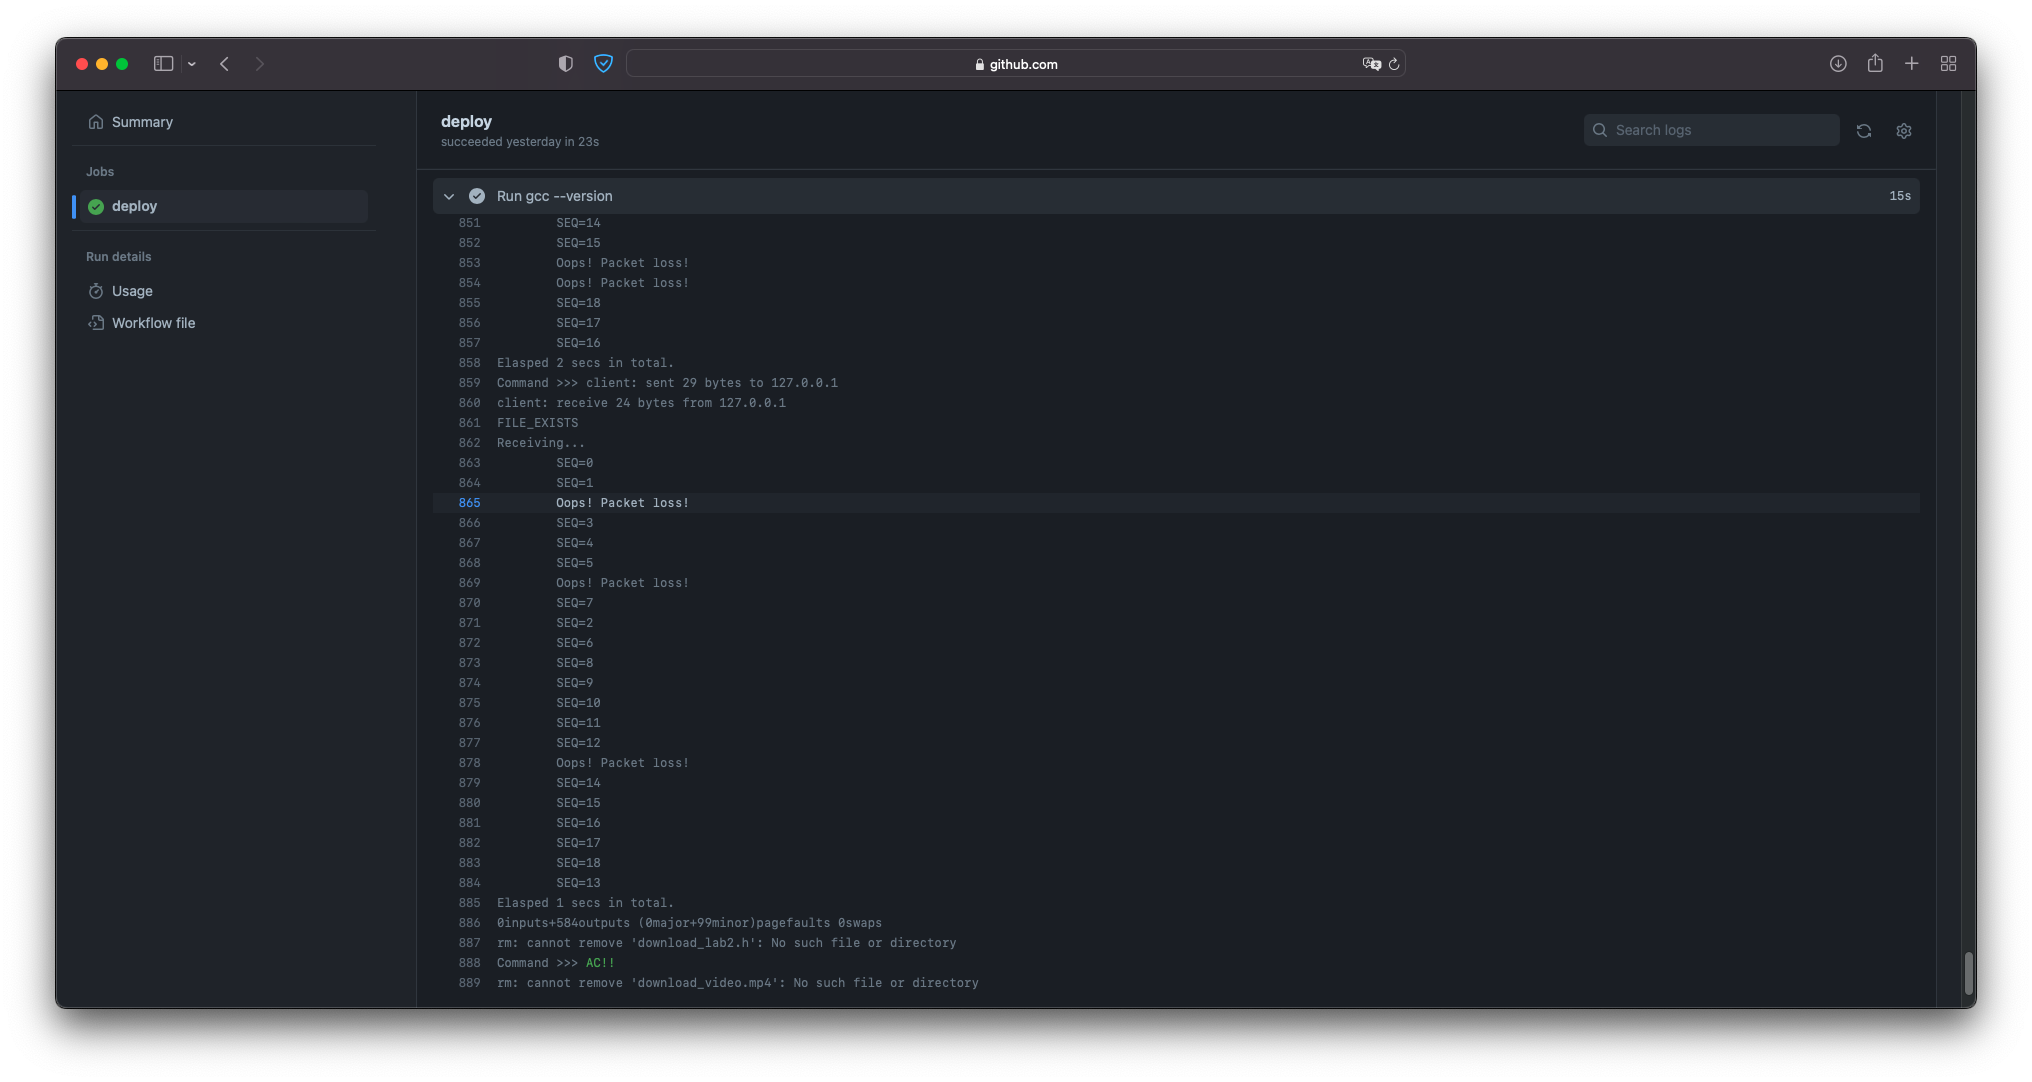 github.com
Summary
Jobs
deploy
Run details
Usage
Workflow file
deploy
succeeded yesterday in 23s
Search logs
Run gcc --version 15s
851 SEQ=14
852 SEQ=15
853 Oops! Packet loss!
854 Oops! Packet loss!
855 SEQ=18
856 SEQ=17
857 SEQ=16
858 Elasped 2 secs in total.
859 Command >>> client: sent 29 bytes to 127.0.0.1
860 client: receive 24 bytes from 127.0.0.1
861 FILE_EXISTS
862 Receiving...
863 SEQ=0
864 SEQ=1
865 Oops! Packet loss!
866 SEQ=3
867 SEQ=4
868 SEQ=5
869 Oops! Packet loss!
870 SEQ=7
871 SEQ=2
872 SEQ=6
873 SEQ=8
874 SEQ=9
875 SEQ=10
876 SEQ=11
877 SEQ=12
878 Oops! Packet loss!
879 SEQ=14
880 SEQ=15
881 SEQ=16
882 SEQ=17
883 SEQ=18
884 SEQ=13
885 Elasped 1 secs in total.
886 0inputs+584outputs (0major+99minor)pagefaults 0swaps
887 rm: cannot remove 'download_lab2.h': No such file or directory
888 Command >>> AC!!
889 rm: cannot remove 'download_video.mp4': No such file or directory